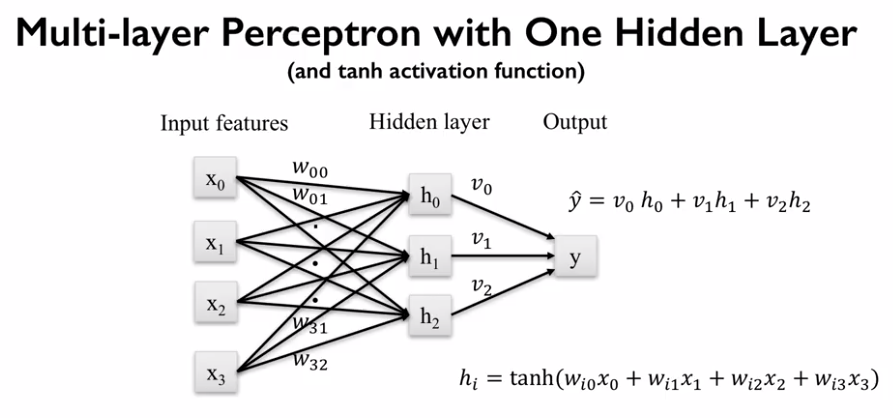 Multi-layer Perceptron with One Hidden Layer
(and tanh activation function)
Input features
Hidden layer
Output
x₀
x₁
x₂
x₃
w₀₀
w₀₁
w₃₁
w₃₂
h₀
h₁
h₂
v₀
v₁
v₂
y
ŷ = v₀ h₀ + v₁h₁ + v₂h₂
hᵢ = tanh(wᵢ₀x₀ + wᵢ₁x₁ + wᵢ₂x₂ + wᵢ₃x₃)